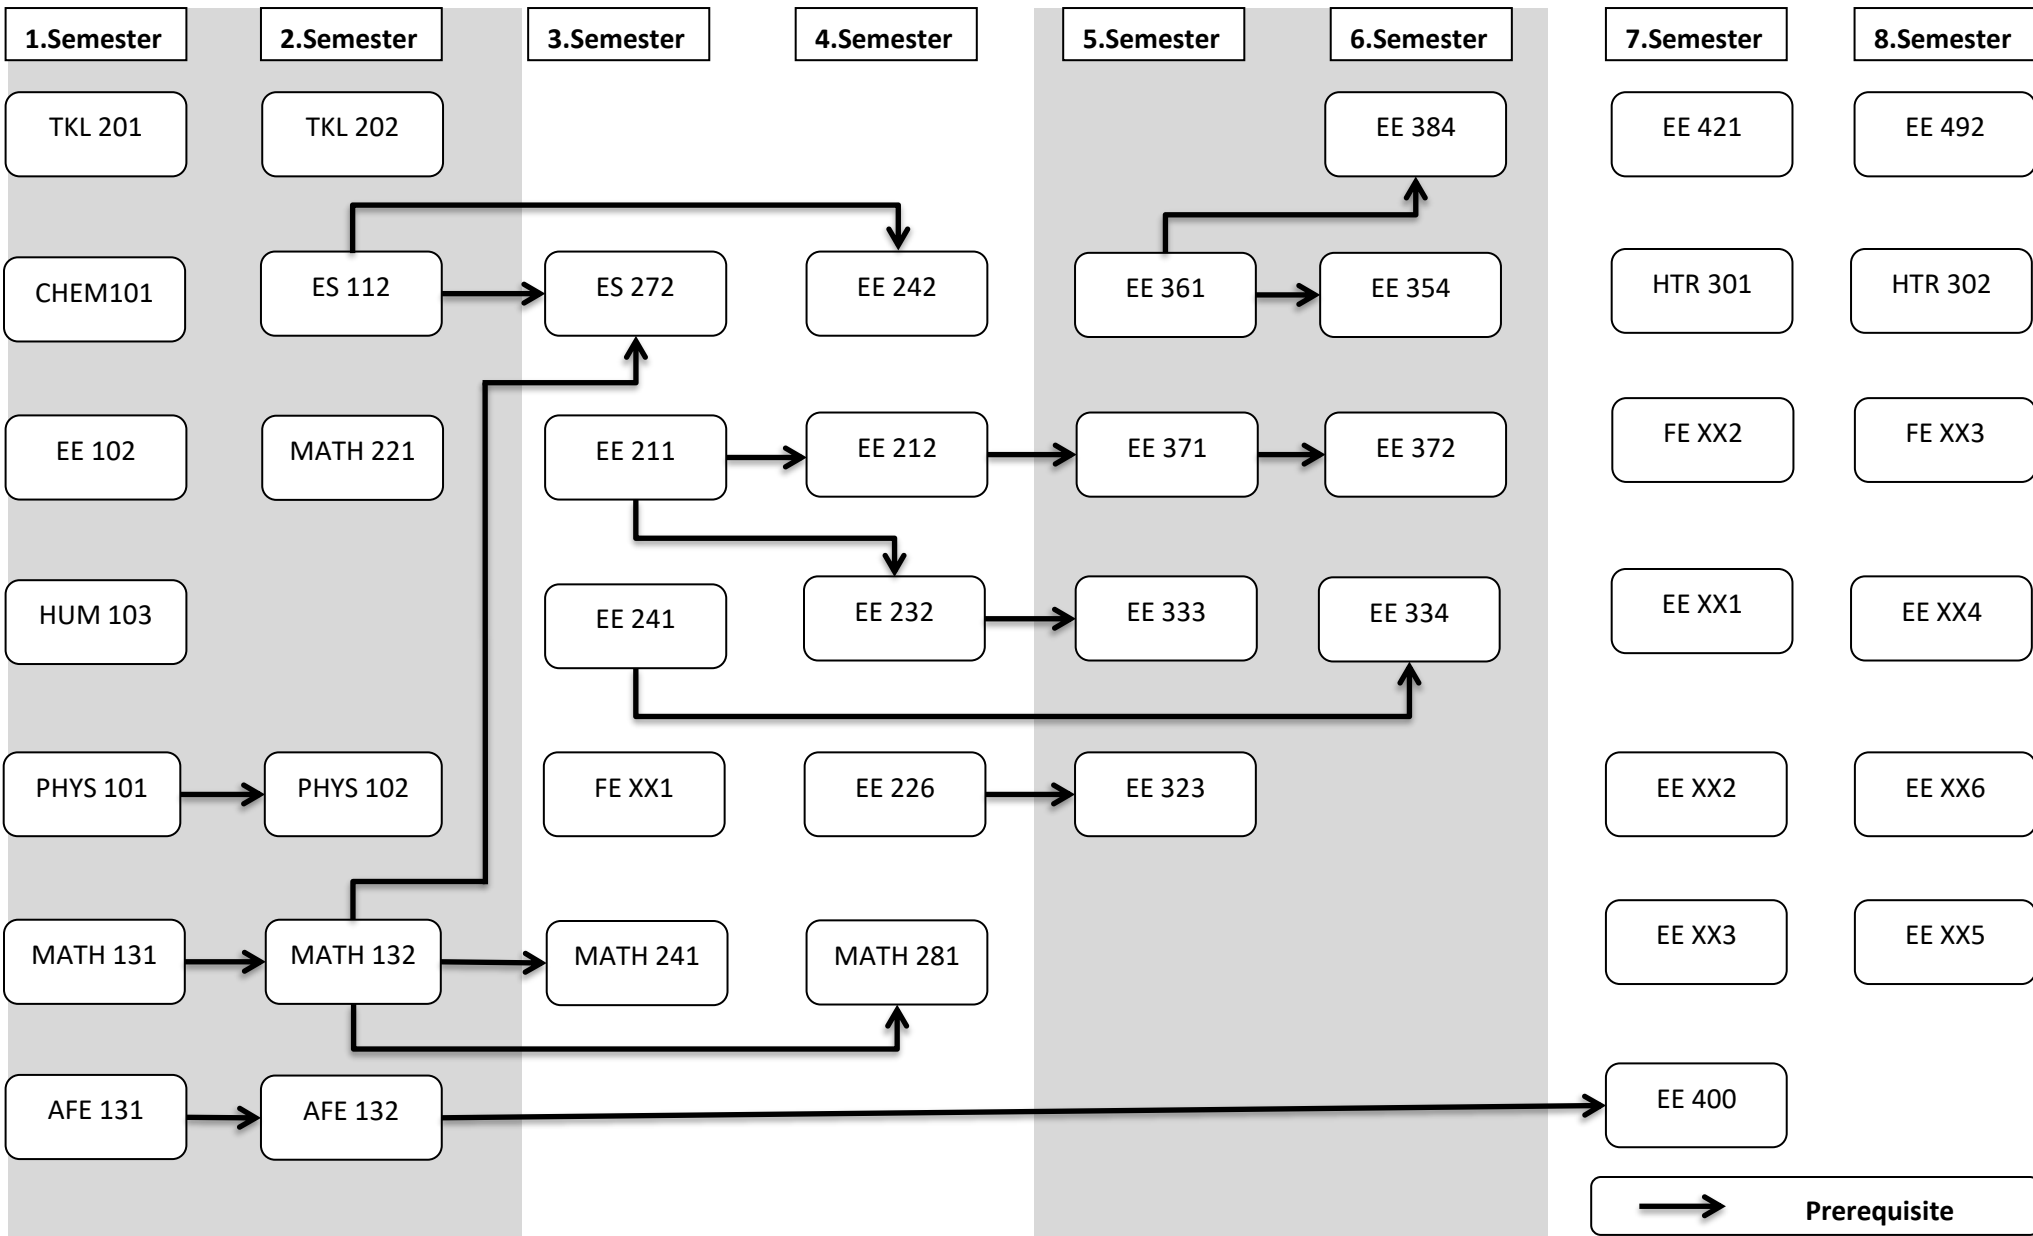 1.Semester
2.Semester
3.Semester
4.Semester
5.Semester
6.Semester
7.Semester
8.Semester
TKL 201
TKL 202
EE 384
EE 421
EE 492
CHEM101
ES 112
ES 272
EE 242
EE 361
EE 354
HTR 301
HTR 302
EE 102
MATH 221
EE 211
EE 212
EE 371
EE 372
FE XX2
FE XX3
HUM 103
EE 241
EE 232
EE 333
EE 334
EE XX1
EE XX4
PHYS 101
PHYS 102
FE XX1
EE 226
EE 323
EE XX2
EE XX6
MATH 131
MATH 132
MATH 241
MATH 281
EE XX3
EE XX5
AFE 131
AFE 132
EE 400
Prerequisite